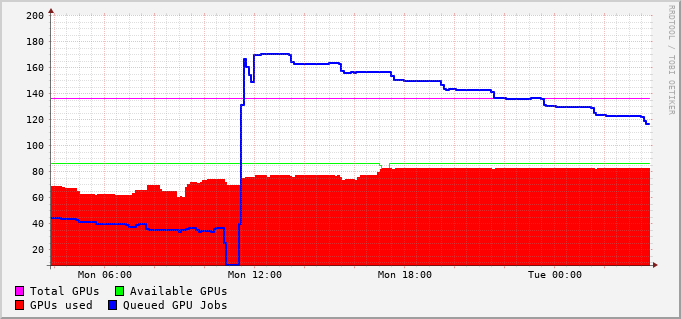 200
180
160
140
120
100
80
60
40
20
Mon 06:00 Mon 12:00 Mon 18:00 Tue 00:00
Total GPUs Available GPUs
GPUs used Queued GPU Jobs
RRDTOOL / TOBI OETIKER